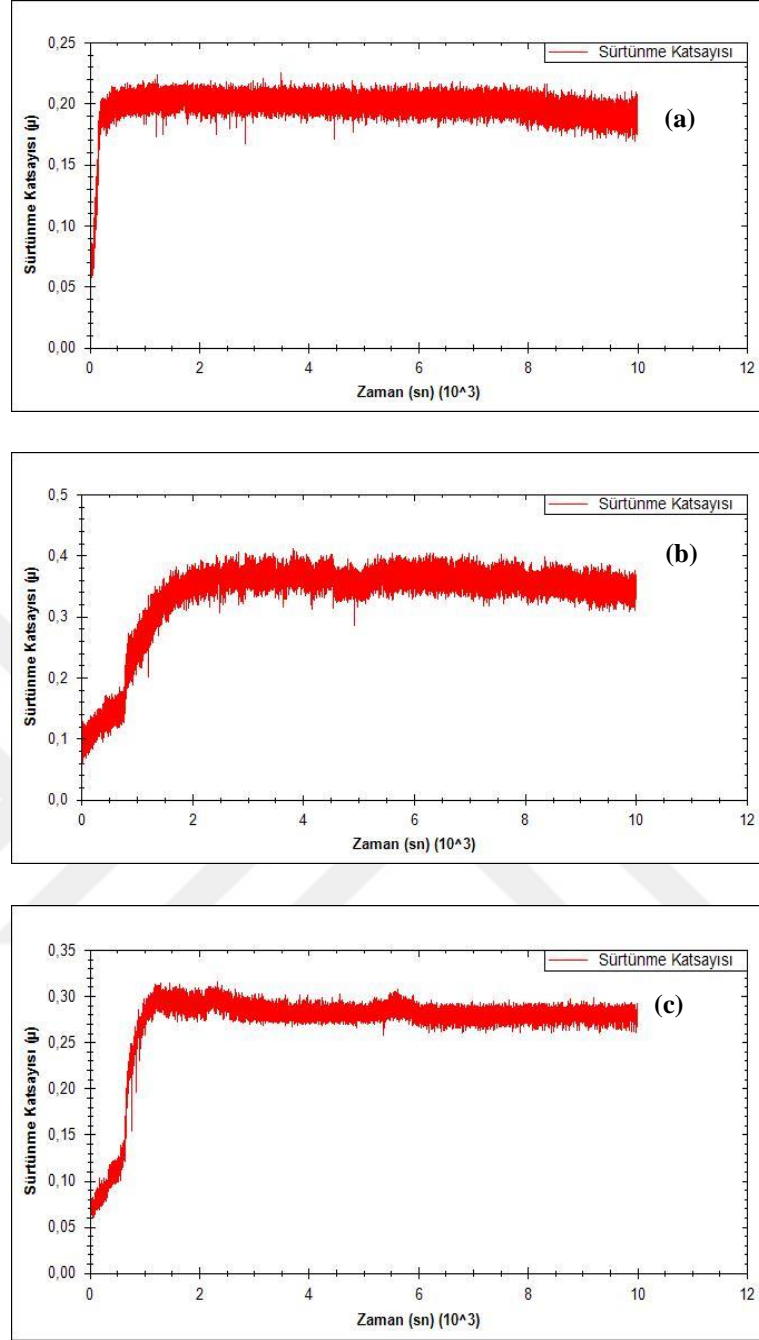 Sürtünme Katsayısı
0,25
0,20
0,15
0,10
0,05
0,00
Sürtünme Katsayısı (µ)
(a)
0 2 4 6 8 10 12
Zaman (sn) (10^3)
Sürtünme Katsayısı
0,5
0,4
0,3
0,2
0,1
0,0
Sürtünme Katsayısı (µ)
(b)
0 2 4 6 8 10 12
Zaman (sn) (10^3)
Sürtünme Katsayısı
0,35
0,30
0,25
0,20
0,15
0,10
0,05
0,00
Sürtünme Katsayısı (µ)
(c)
0 2 4 6 8 10 12
Zaman (sn) (10^3)